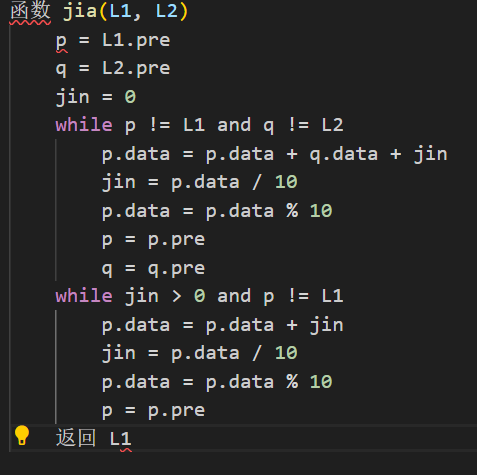 函数 jia(L1, L2)
    p = L1.pre
    q = L2.pre
    jin = 0
    while p != L1 and q != L2
        p.data = p.data + q.data + jin
        jin = p.data / 10
        p.data = p.data % 10
        p = p.pre
        q = q.pre
    while jin > 0 and p != L1
        p.data = p.data + jin
        jin = p.data / 10
        p.data = p.data % 10
        p = p.pre
    返回 L1